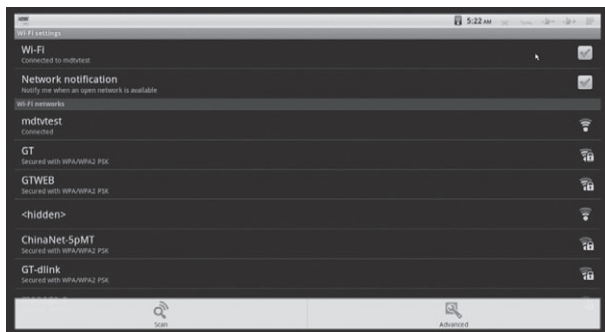 5:22 AM
Wi-Fi settings
Wi-Fi
Connected to mdtvtest
Network notification
Notify me when an open network is available
Wi-Fi networks
mdtvtest
Connected
GT
Secured with WPA/WPA2 PSK
GTWEB
Secured with WPA/WPA2 PSK
<hidden>
ChinaNet-5pMT
Secured with WPA/WPA2 PSK
GT-dlink
Secured with WPA/WPA2 PSK
Scan
Advanced